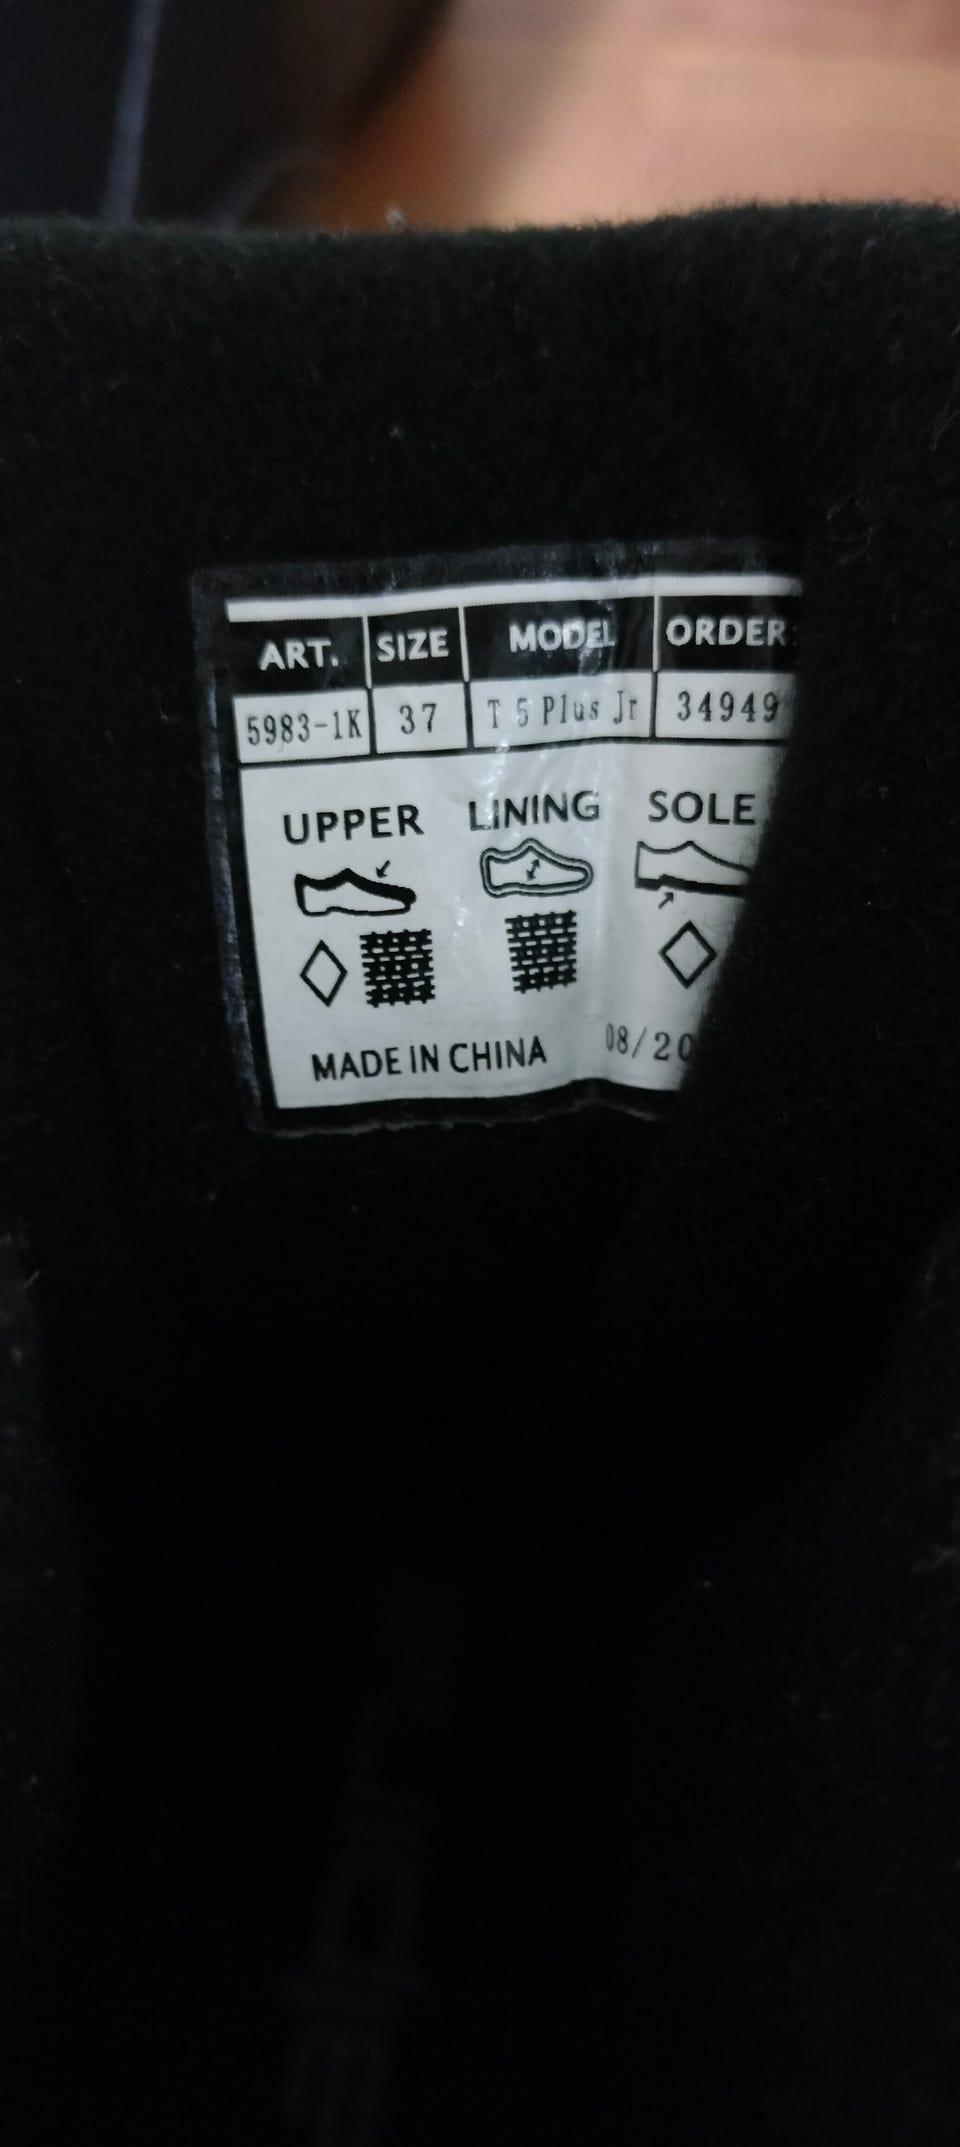 ART. SIZE MODEL ORDER
5983-1K 37 T 5 Plus Jr 34949
UPPER LINING SOLE
MADE IN CHINA 08/20